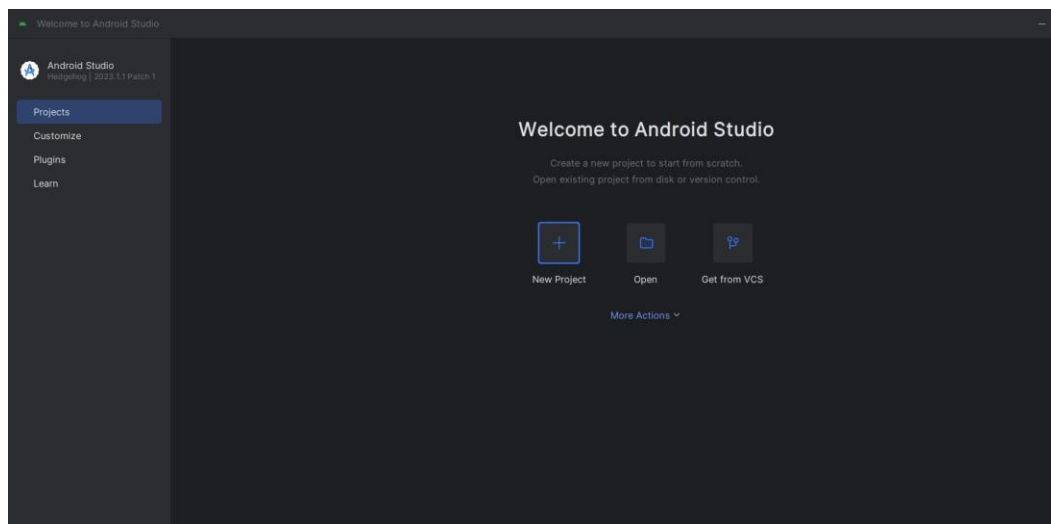 Welcome to Android Studio
Android Studio
Hedgehog | 2023.1.1 Patch 1
Projects
Customize
Plugins
Learn
Welcome to Android Studio
Create a new project to start from scratch.
Open existing project from disk or version control.
New Project
Open
Get from VCS
More Actions